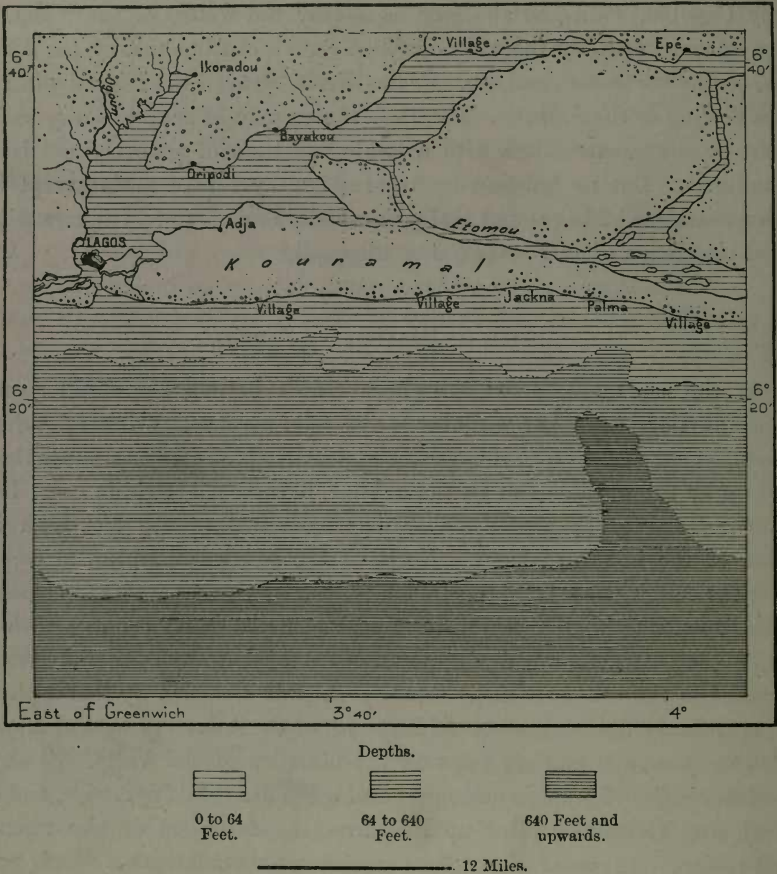 Village
Epé
6°
40'
6°
40'
Ikoradou
Ogoun
Bayakou
Oripodi
Adja
Etomou
LAGOS
Kouramal
Village
Village
Jackna
Palma
Village
6°
20'
6°
20'
East of Greenwich
3°40'
4°
Depths.
0 to 64
Feet.
64 to 640
Feet.
640 Feet and
upwards.
12 Miles.